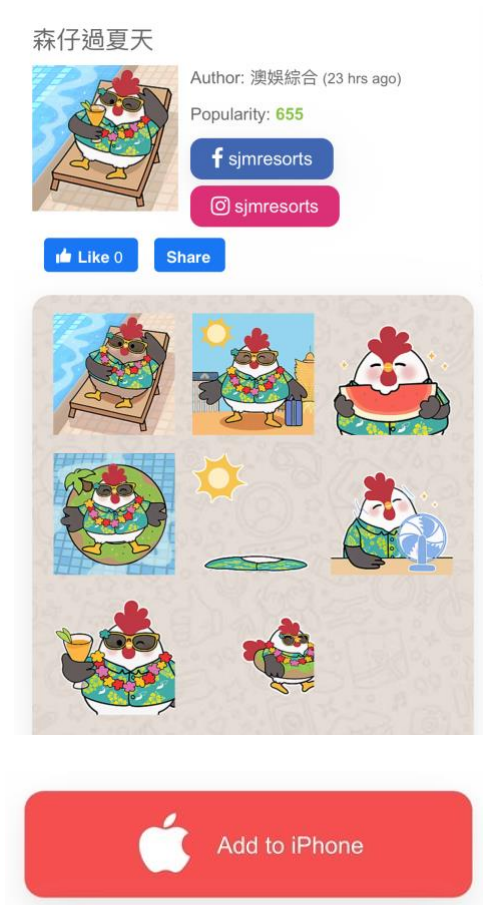 森仔過夏天
Author: 澳娛綜合 (23 hrs ago)
Popularity: 655
sjmresorts
sjmresorts
Like 0
Share
Add to iPhone